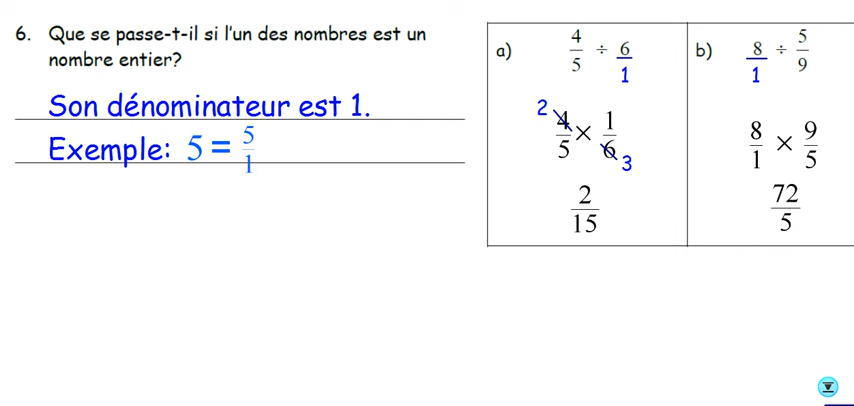 6. Que se passe-t-il si l'un des nombres est un
nombre entier?
Son dénominateur est 1.
Exemple: 5 = 5/1
a) 4/5 ÷ 6/1
2 4/5 × 1/6 3
2/15
b) 8/1 ÷ 5/9
8/1 × 9/5
72/5